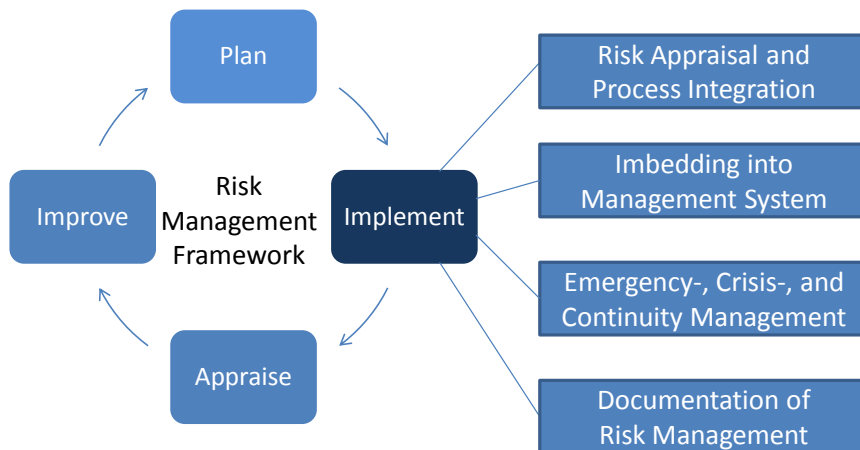 Plan
Risk Appraisal and
Process Integration
Imbedding into
Management System
Improve
Risk
Management
Framework
Implement
Emergency-, Crisis-, and
Continuity Management
Appraise
Documentation of
Risk Management